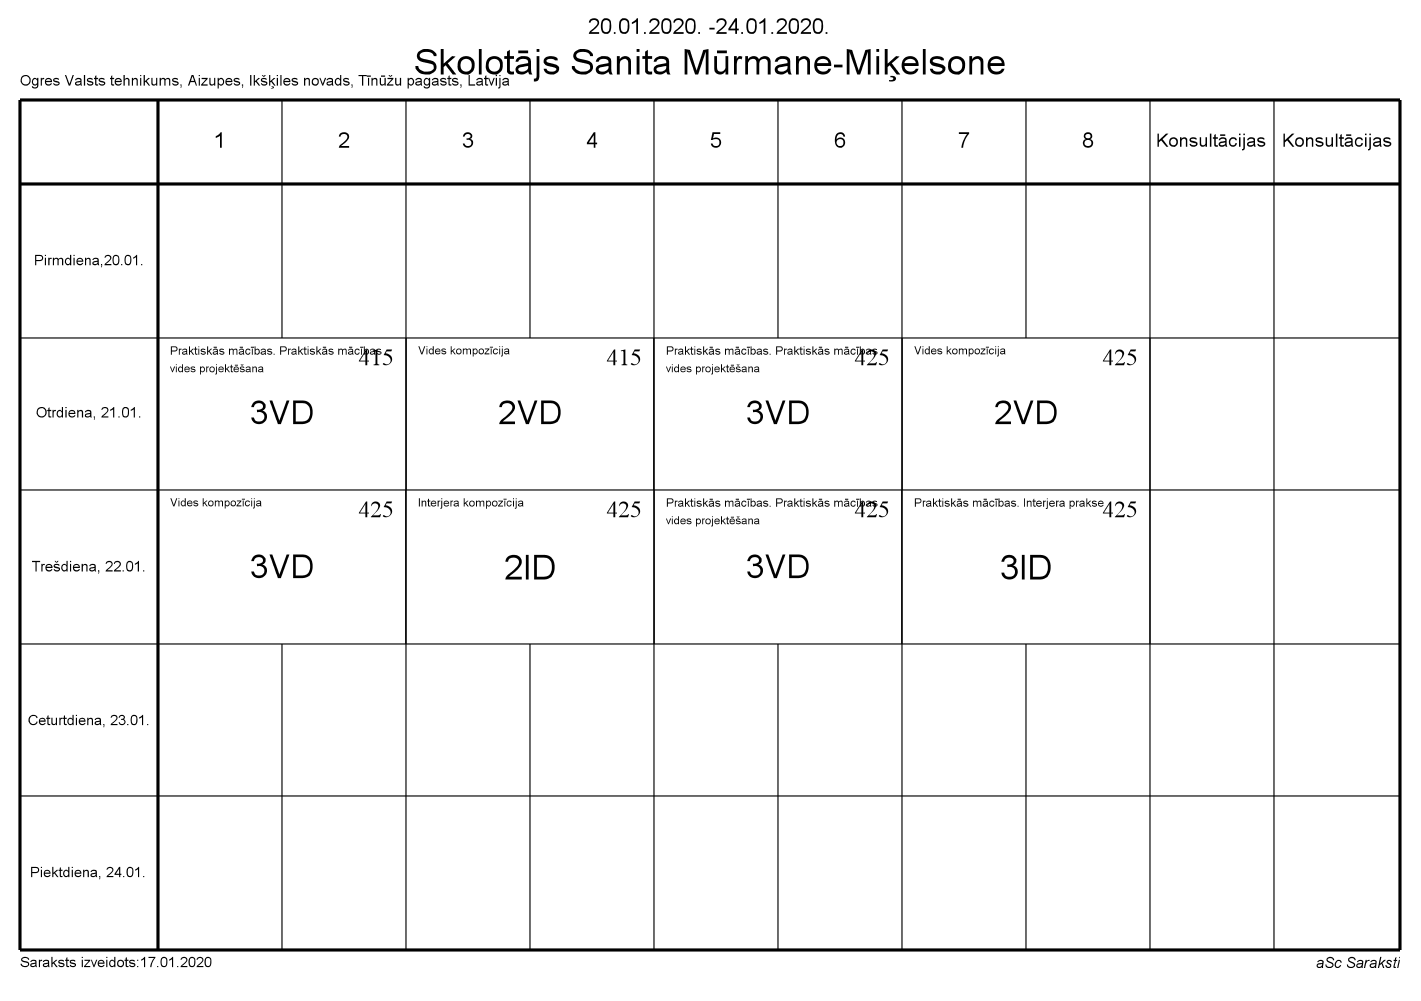 20.01.2020. -24.01.2020.
Skolotājs Sanita Mūrmane-Miķelsone
Ogres Valsts tehnikums, Aizupes, Ikšķiles novads, Tīnūžu pagasts, Latvija
1 2 3 4 5 6 7 8 Konsultācijas Konsultācijas
Pirmdiena,20.01.
Otrdiena, 21.01.
Praktiskās mācības. Praktiskās mācības
vides projektēšana
415
3VD
Vides kompozīcija
415
2VD
Praktiskās mācības. Praktiskās mācības
vides projektēšana
425
3VD
Vides kompozīcija
425
2VD
Trešdiena, 22.01.
Vides kompozīcija
425
3VD
Interjera kompozīcija
425
2ID
Praktiskās mācības. Praktiskās mācības
vides projektēšana
425
3VD
Praktiskās mācības. Interjera prakse
425
3ID
Ceturtdiena, 23.01.
Piektdiena, 24.01.
Saraksts izveidots:17.01.2020
aSc Saraksti